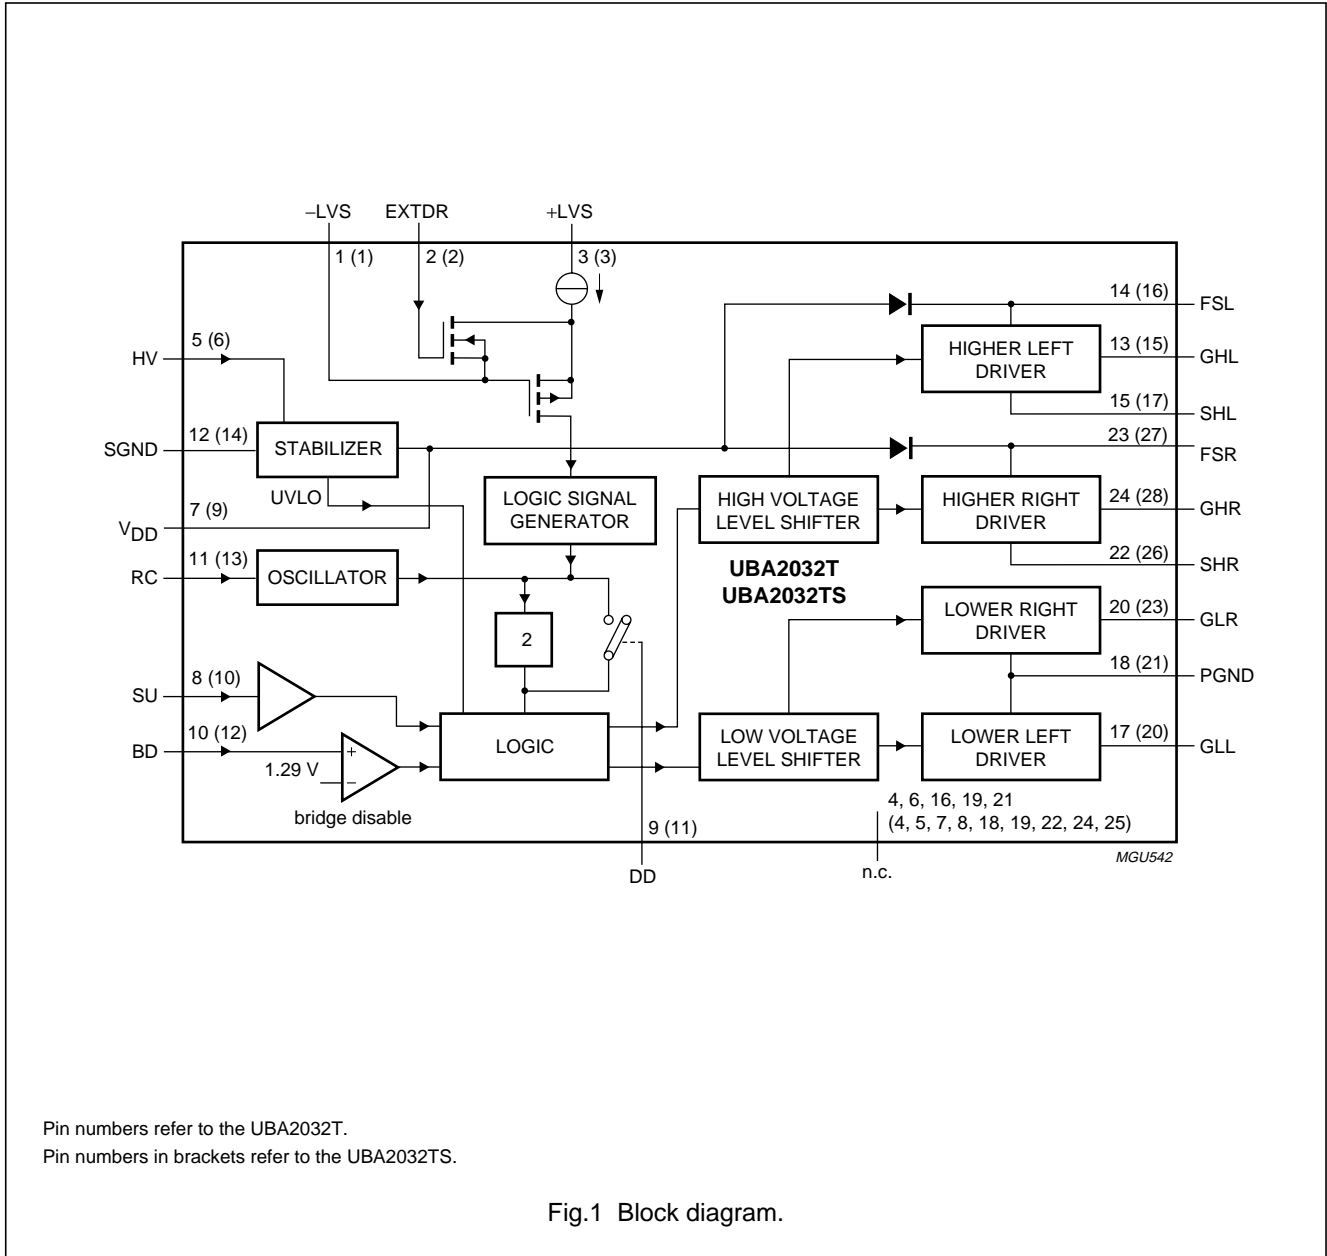 −LVS
EXTDR
+LVS
1 (1)
2 (2)
3 (3)
14 (16)
FSL
5 (6)
HV
HIGHER LEFT
DRIVER
13 (15)
GHL
15 (17)
SHL
12 (14)
SGND
STABILIZER
23 (27)
FSR
UVLO
LOGIC SIGNAL
GENERATOR
HIGH VOLTAGE
LEVEL SHIFTER
HIGHER RIGHT
DRIVER
24 (28)
GHR
7 (9)
VDD
11 (13)
RC
OSCILLATOR
UBA2032T
UBA2032TS
22 (26)
SHR
LOWER RIGHT
DRIVER
20 (23)
GLR
2
8 (10)
SU
18 (21)
PGND
10 (12)
BD
+
1.29 V
−
bridge disable
LOGIC
LOW VOLTAGE
LEVEL SHIFTER
LOWER LEFT
DRIVER
17 (20)
GLL
9 (11)
DD
4, 6, 16, 19, 21
(4, 5, 7, 8, 18, 19, 22, 24, 25)
n.c.
MGU542
Pin numbers refer to the UBA2032T.
Pin numbers in brackets refer to the UBA2032TS.
Fig.1 Block diagram.